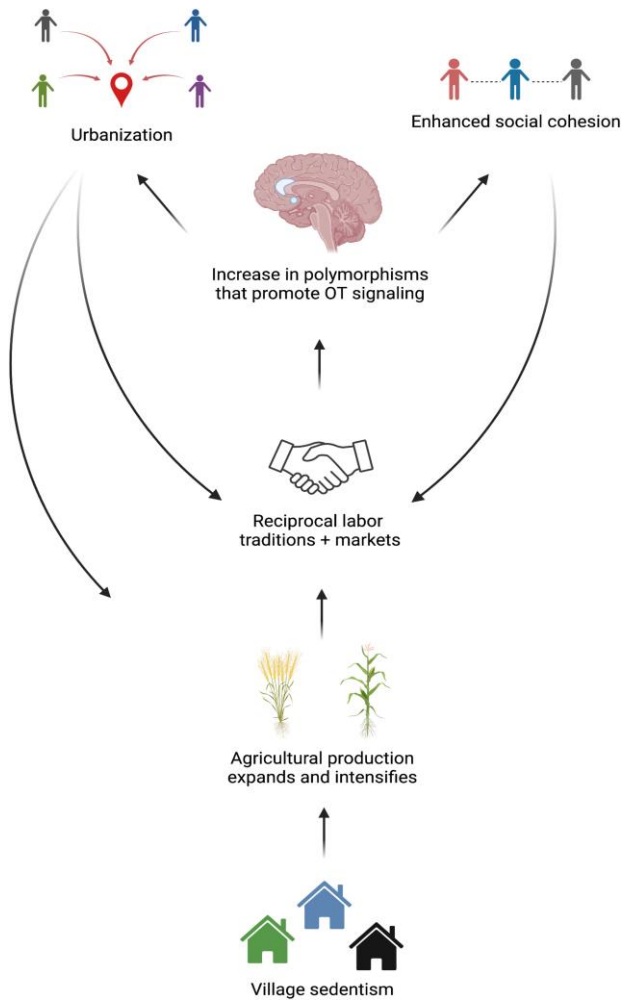 Urbanization
Enhanced social cohesion
Increase in polymorphisms
that promote OT signaling
Reciprocal labor
traditions + markets
Agricultural production
expands and intensifies
Village sedentism